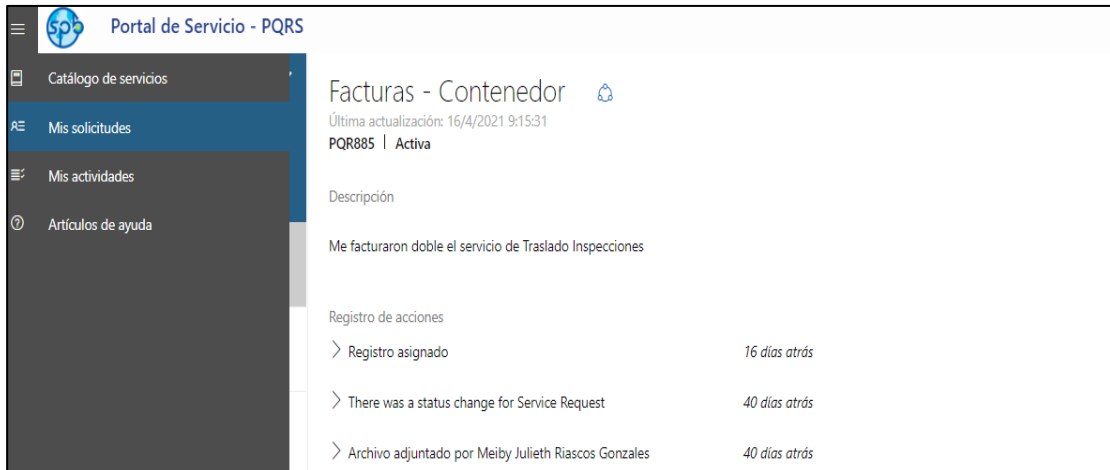 spb
Portal de Servicio - PQRS
Catálogo de servicios
Mis solicitudes
Mis actividades
Artículos de ayuda
Facturas - Contenedor
Última actualización: 16/4/2021 9:15:31
PQR885 | Activa
Descripción
Me facturaron doble el servicio de Traslado Inspecciones
Registro de acciones
Registro asignado 16 días atrás
There was a status change for Service Request 40 días atrás
Archivo adjuntado por Meiby Julieth Riascos Gonzales 40 días atrás